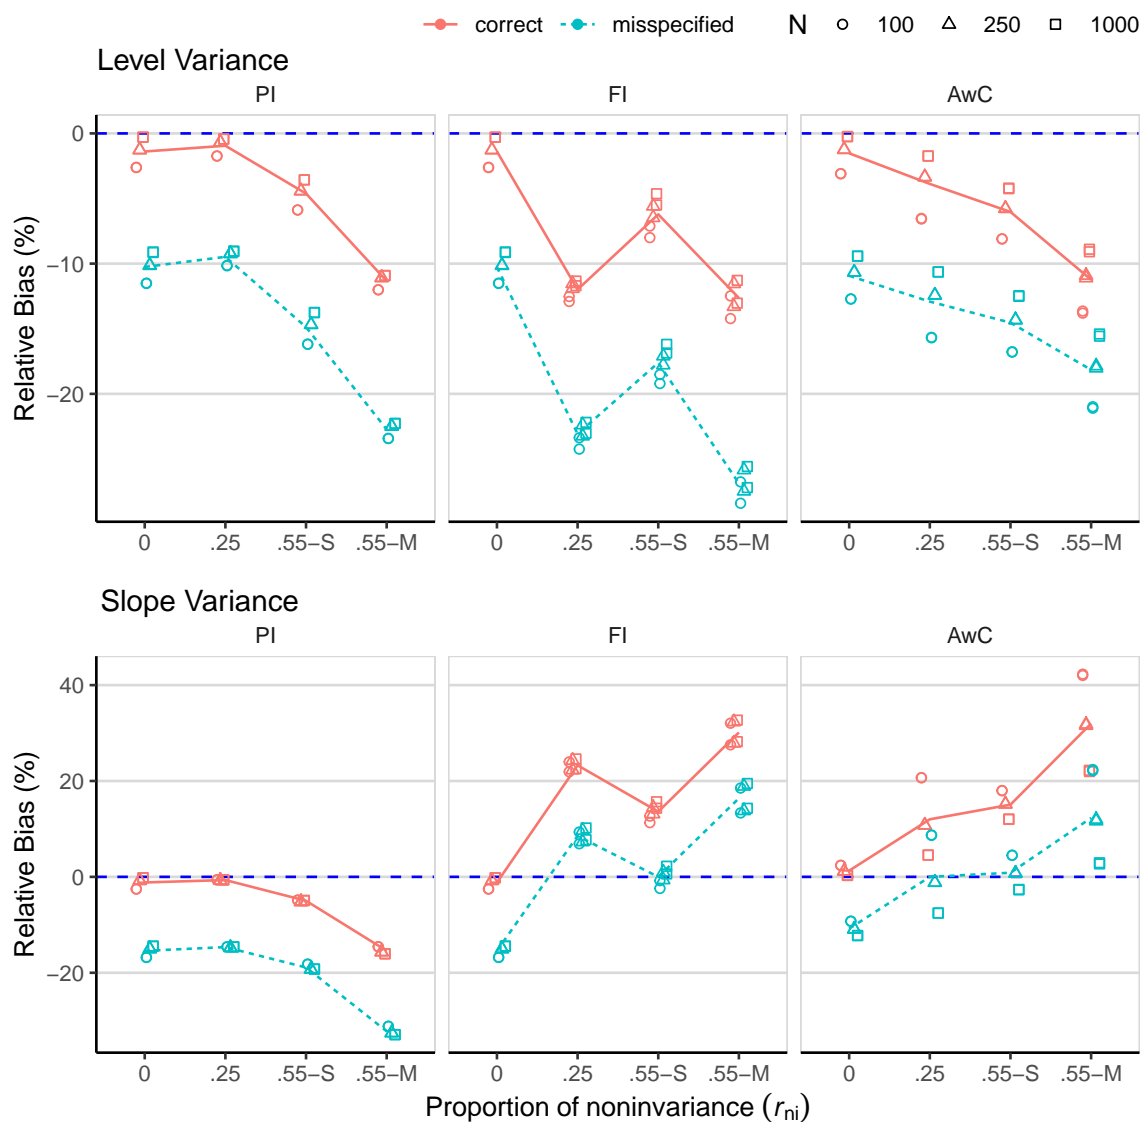 correct misspecified N 100 250 1000
Level Variance
PI FI AwC
0
−10
−20
Relative Bias (%)
0 .25 .55−S .55−M 0 .25 .55−S .55−M 0 .25 .55−S .55−M
Slope Variance
PI FI AwC
40
20
0
−20
Relative Bias (%)
0 .25 .55−S .55−M 0 .25 .55−S .55−M 0 .25 .55−S .55−M
Proportion of noninvariance (rni)